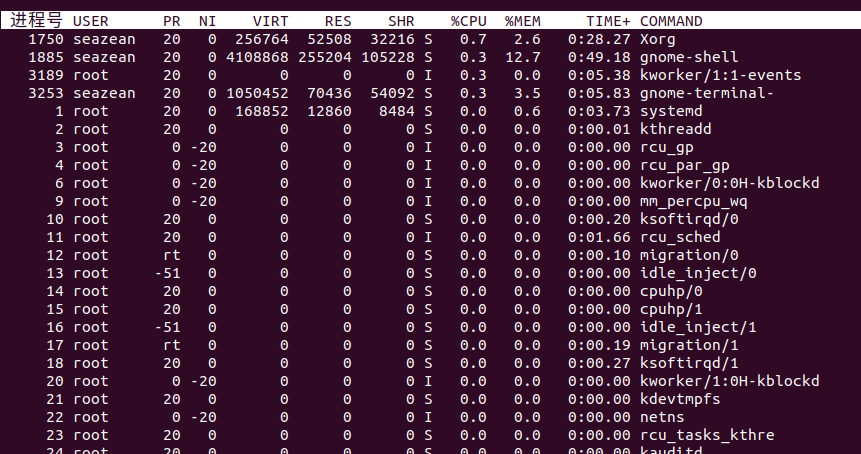 进程号 USER PR NI VIRT RES SHR %CPU %MEM TIME+ COMMAND
1750 seazean 20 0 256764 52508 32216 S 0.7 2.6 0:28.27 Xorg
1885 seazean 20 0 4108868 255204 105228 S 0.3 12.7 0:49.18 gnome-shell
3189 root 20 0 0 0 0 I 0.3 0.0 0:05.38 kworker/1:1-events
3253 seazean 20 0 1050452 70436 54092 S 0.3 3.5 0:05.83 gnome-terminal-
1 root 20 0 168852 12860 8484 S 0.0 0.6 0:03.73 systemd
2 root 20 0 0 0 0 S 0.0 0.0 0:00.01 kthreadd
3 root 0 -20 0 0 0 I 0.0 0.0 0:00.00 rcu_gp
4 root 0 -20 0 0 0 I 0.0 0.0 0:00.00 rcu_par_gp
6 root 0 -20 0 0 0 I 0.0 0.0 0:00.00 kworker/0:0H-kblockd
9 root 0 -20 0 0 0 I 0.0 0.0 0:00.00 mm_percpu_wq
10 root 20 0 0 0 0 S 0.0 0.0 0:00.20 ksoftirqd/0
11 root 20 0 0 0 0 I 0.0 0.0 0:01.66 rcu_sched
12 root rt 0 0 0 0 S 0.0 0.0 0:00.10 migration/0
13 root -51 0 0 0 0 S 0.0 0.0 0:00.00 idle_inject/0
14 root 20 0 0 0 0 S 0.0 0.0 0:00.00 cpuhp/0
15 root 20 0 0 0 0 S 0.0 0.0 0:00.00 cpuhp/1
16 root -51 0 0 0 0 S 0.0 0.0 0:00.00 idle_inject/1
17 root rt 0 0 0 0 S 0.0 0.0 0:00.19 migration/1
18 root 20 0 0 0 0 S 0.0 0.0 0:00.27 ksoftirqd/1
20 root 0 -20 0 0 0 I 0.0 0.0 0:00.00 kworker/1:0H-kblockd
21 root 20 0 0 0 0 S 0.0 0.0 0:00.00 kdevtmpfs
22 root 0 -20 0 0 0 I 0.0 0.0 0:00.00 netns
23 root 20 0 0 0 0 S 0.0 0.0 0:00.00 rcu_tasks_kthre
24 root 20 0 0 0 0 S 0.0 0.0 0:00.00 kauditd